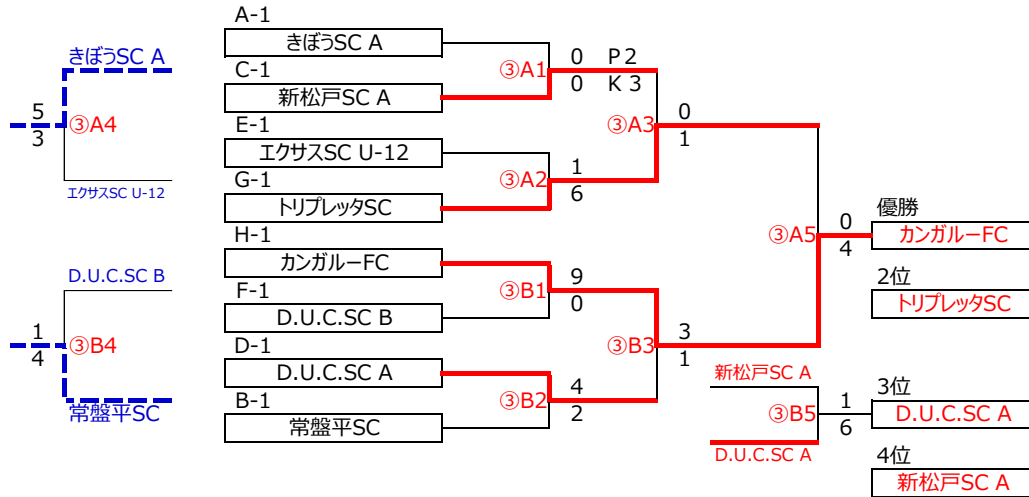 A-1
きぼうSC A
C-1
新松戸SC A
E-1
エクサスSC U-12
G-1
トリプレッタSC
H-1
カンガルーFC
F-1
D.U.C.SC B
D-1
D.U.C.SC A
B-1
常盤平SC
きぼうSC A
5
3
③A4
エクサスSC U-12
D.U.C.SC B
1
4
③B4
常盤平SC
③A1
0 P 2
0 K 3
③A2
1
6
③B1
9
0
③B2
4
2
③A3
0
1
③B3
3
1
③A5
0
4
新松戸SC A
③B5
1
6
D.U.C.SC A
優勝
カンガルーFC
2位
トリプレッタSC
3位
D.U.C.SC A
4位
新松戸SC A